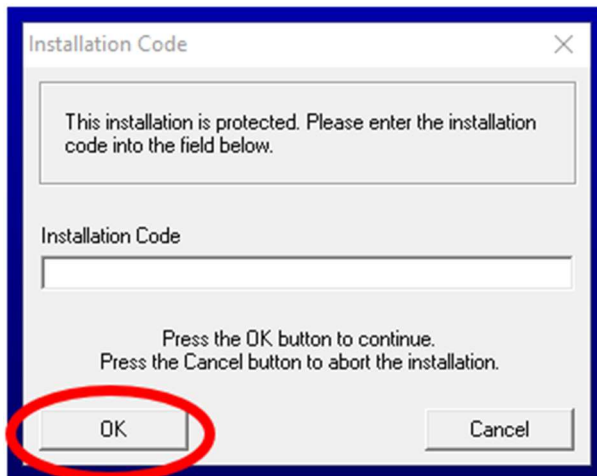 Installation Code
This installation is protected. Please enter the installation
code into the field below.
Installation Code
Press the OK button to continue.
Press the Cancel button to abort the installation.
OK
Cancel